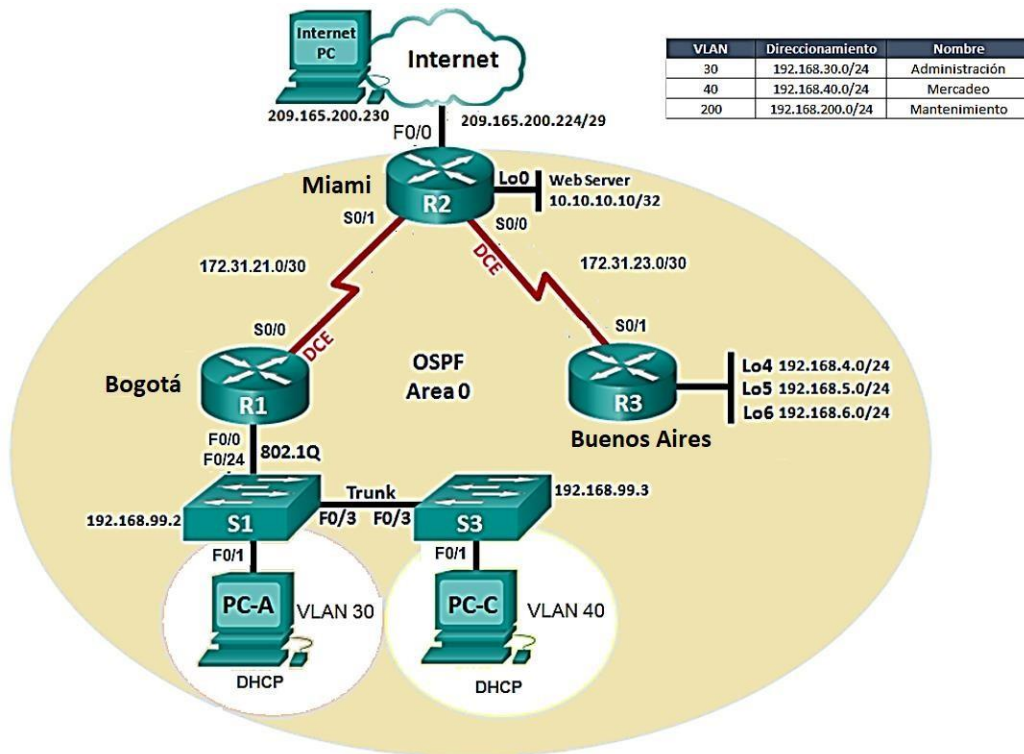 Internet
PC
Internet
209.165.200.230
209.165.200.224/29
F0/0
VLAN Direccionamiento Nombre
30 192.168.30.0/24 Administración
40 192.168.40.0/24 Mercadeo
200 192.168.200.0/24 Mantenimiento
Miami
R2
Lo0
Web Server
10.10.10.10/32
S0/1
S0/0
DCE
172.31.21.0/30
172.31.23.0/30
S0/0
DCE
S0/1
Bogotá
R1
OSPF
Area 0
R3
Buenos Aires
Lo4 192.168.4.0/24
Lo5 192.168.5.0/24
Lo6 192.168.6.0/24
F0/0
F0/24
802.1Q
Trunk
F0/3 F0/3
192.168.99.2
S1
S3
192.168.99.3
F0/1
F0/1
PC-A
VLAN 30
PC-C
VLAN 40
DHCP
DHCP